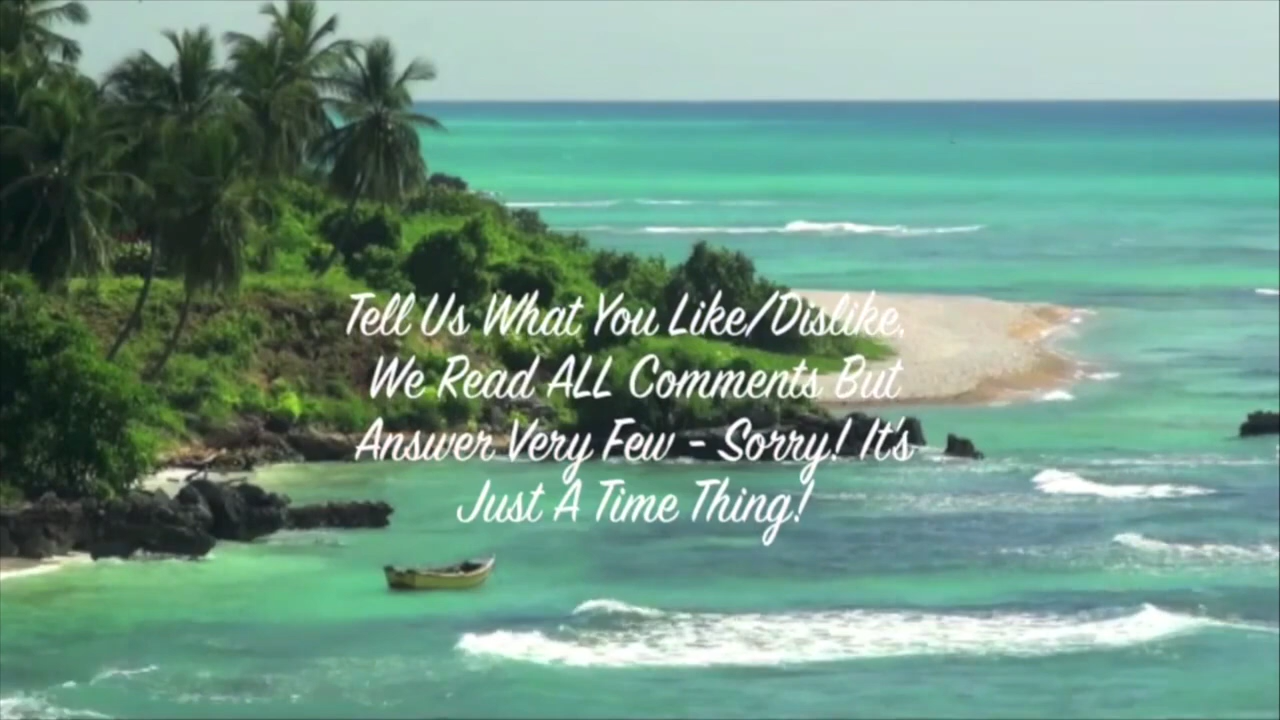 Tell Us What You Like/Dislike,
We Read ALL Comments But
Answer Very Few - Sorry! It's
Just A Time Thing!